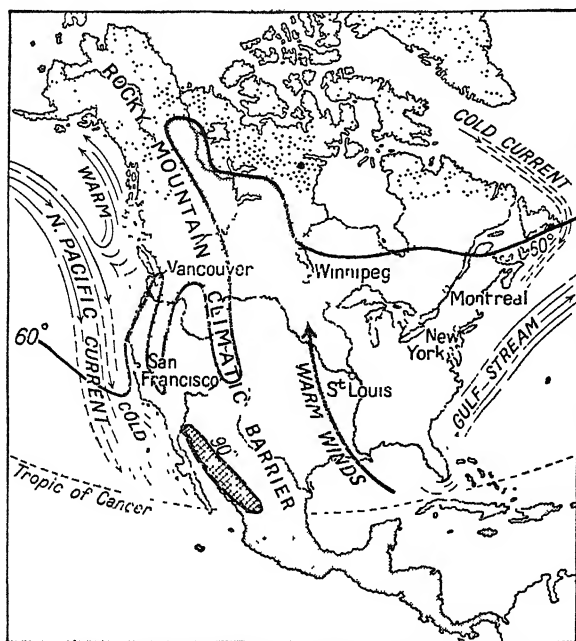 ROCKY MOUNTAIN CLIMATIC BARRIER
COLD CURRENT
WARM
N. PACIFIC CURRENT
50°
Vancouver
Winnipeg
Montreal
60°
New
York
San
Francisco
St Louis
GULF-STREAM
COLD
WARM WINDS
90°
Tropic of Cancer